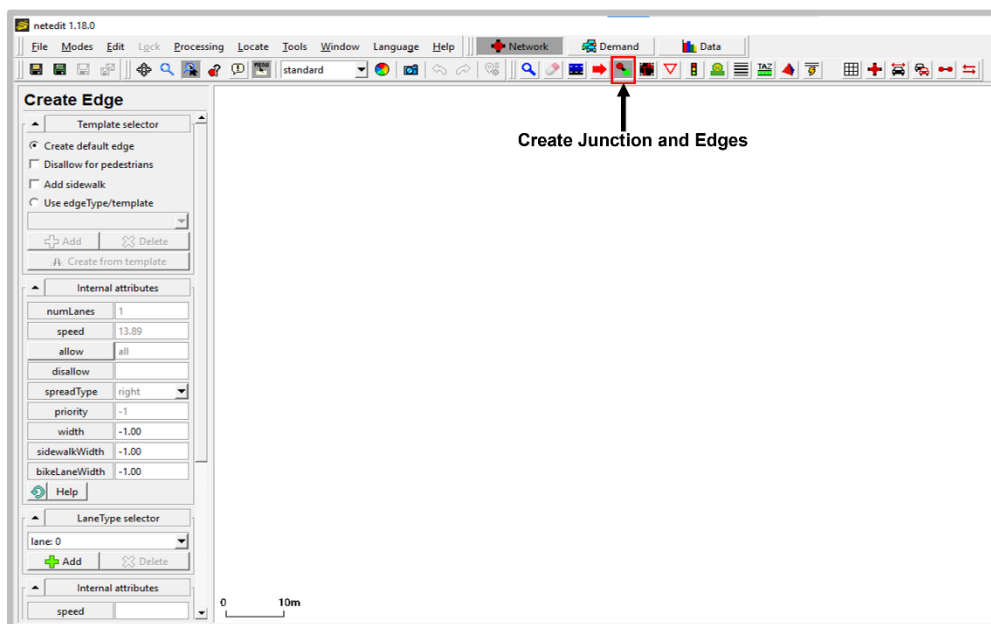 netedit 1.18.0
File Modes Edit Lock Processing Locate Tools Window Language Help Network Demand Data
MENU standard TAZ
Create Edge
Create Junction and Edges
Template selector
Create default edge
Disallow for pedestrians
Add sidewalk
Use edgeType/template
Add Delete
Create from template
Internal attributes
numLanes 1
speed 13.89
allow all
disallow
spreadType right
priority -1
width -1.00
sidewalkWidth -1.00
bikeLaneWidth -1.00
Help
LaneType selector
lane: 0
Add Delete
Internal attributes
speed
0 10m